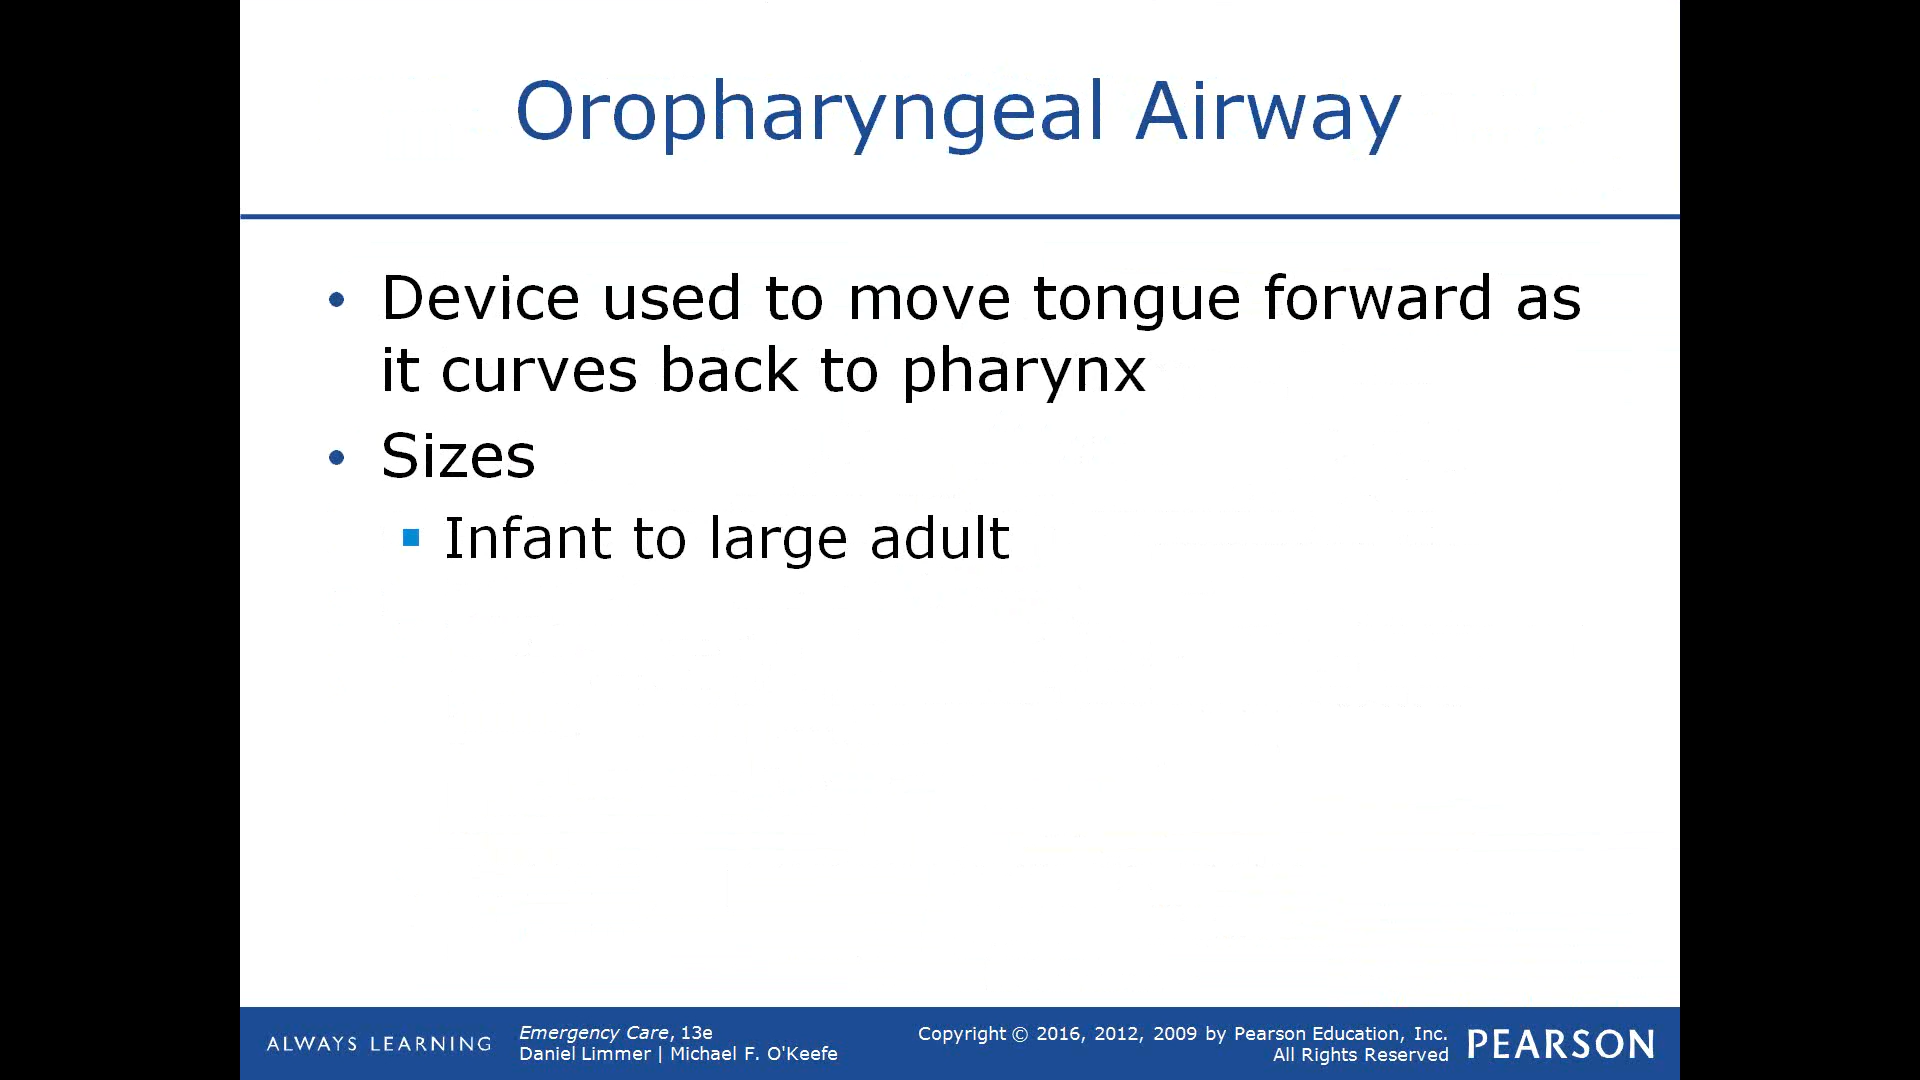 Oropharyngeal Airway
• Device used to move tongue forward as
it curves back to pharynx
• Sizes
▪ Infant to large adult
ALWAYS LEARNING
Emergency Care, 13e
Daniel Limmer | Michael F. O'Keefe
Copyright © 2016, 2012, 2009 by Pearson Education, Inc.
All Rights Reserved
PEARSON